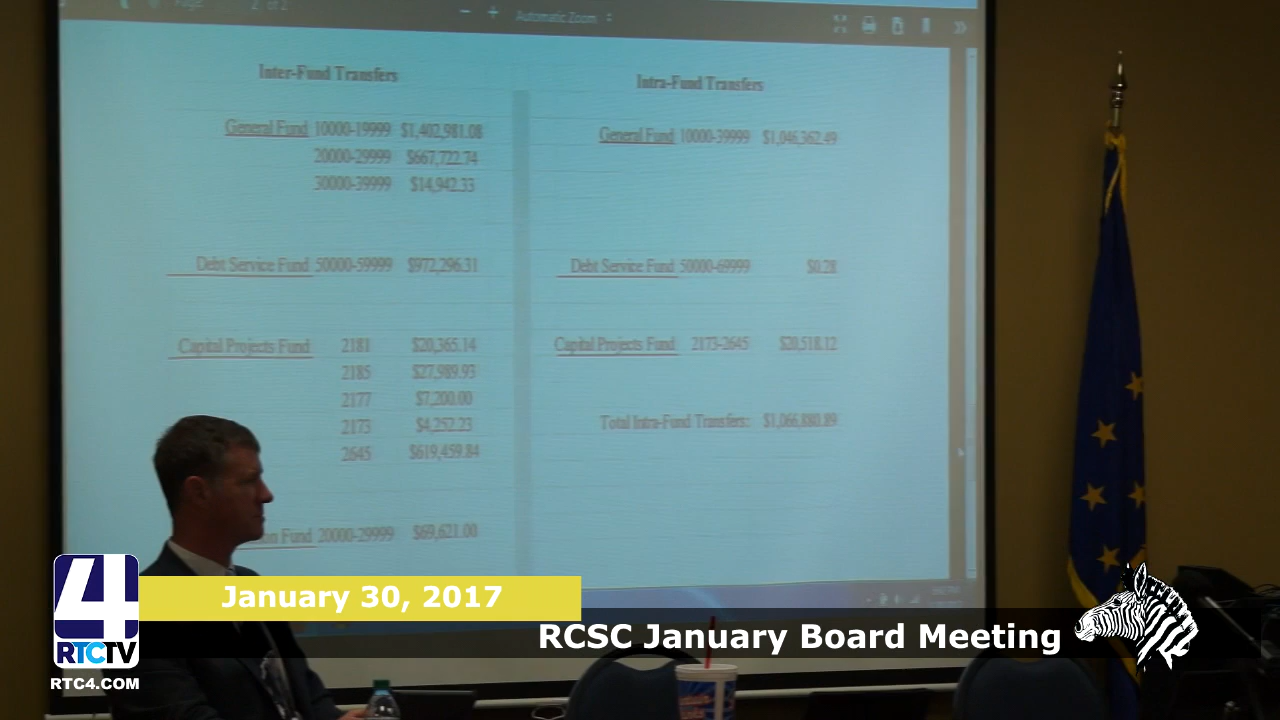 Page 2 of 2 Automatic Zoom
Inter-Fund Transfers
General Fund 10000-19999 $1,402,981.08
20000-29999 $667,722.74
30000-39999 $14,942.33
Debt Service Fund 50000-59999 $972,296.31
Capital Projects Fund 2181 $20,365.14
2185 $27,989.93
2177 $7,200.00
2173 $4,252.23
2645 $619,459.84
Fund 20000-29999 $69,621.00
Intra-Fund Transfers
General Fund 10000-39999 $1,046,362.49
Debt Service Fund 50000-69999 $0.28
Capital Projects Fund 2173-2645 $20,518.12
Total Intra-Fund Transfers: $1,066,880.89
4
RTCTV
RTC4.COM
January 30, 2017
RCSC January Board Meeting